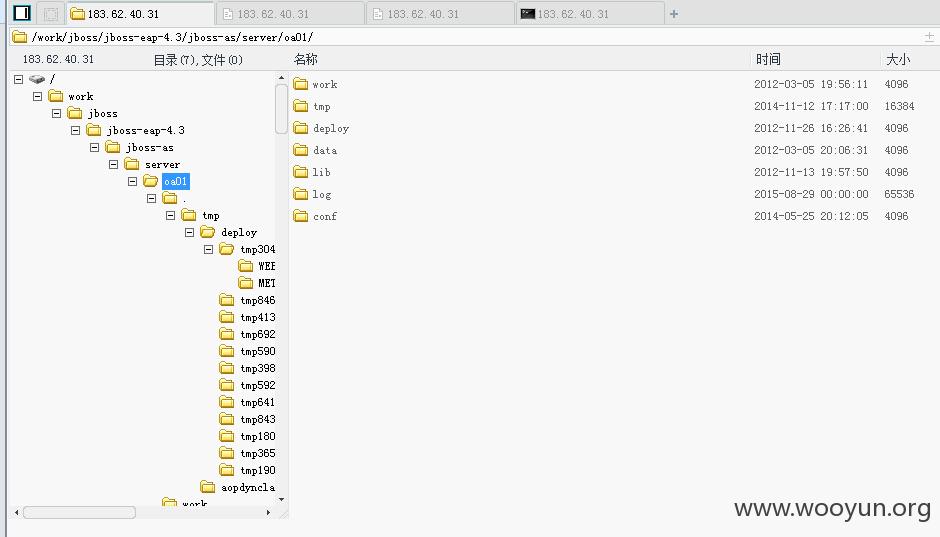 183.62.40.31 183.62.40.31 183.62.40.31 183.62.40.31 +
/work/jboss/jboss-eap-4.3/jboss-as/server/oa01/
183.62.40.31 目录(7),文件(0) 名称 时间 大小
/
work
jboss
jboss-eap-4.3
jboss-as
server
oa01
.
tmp
deploy
tmp304
WEB
MET
tmp846
tmp413
tmp692
tmp590
tmp398
tmp592
tmp641
tmp843
tmp180
tmp365
tmp190
aopdyncla
work
work 2012-03-05 19:56:11 4096
tmp 2014-11-12 17:17:00 16384
deploy 2012-11-26 16:26:41 4096
data 2012-03-05 20:06:31 4096
lib 2012-11-13 19:57:50 4096
log 2015-08-29 00:00:00 65536
conf 2014-05-25 20:12:05 4096
www.wooyun.org